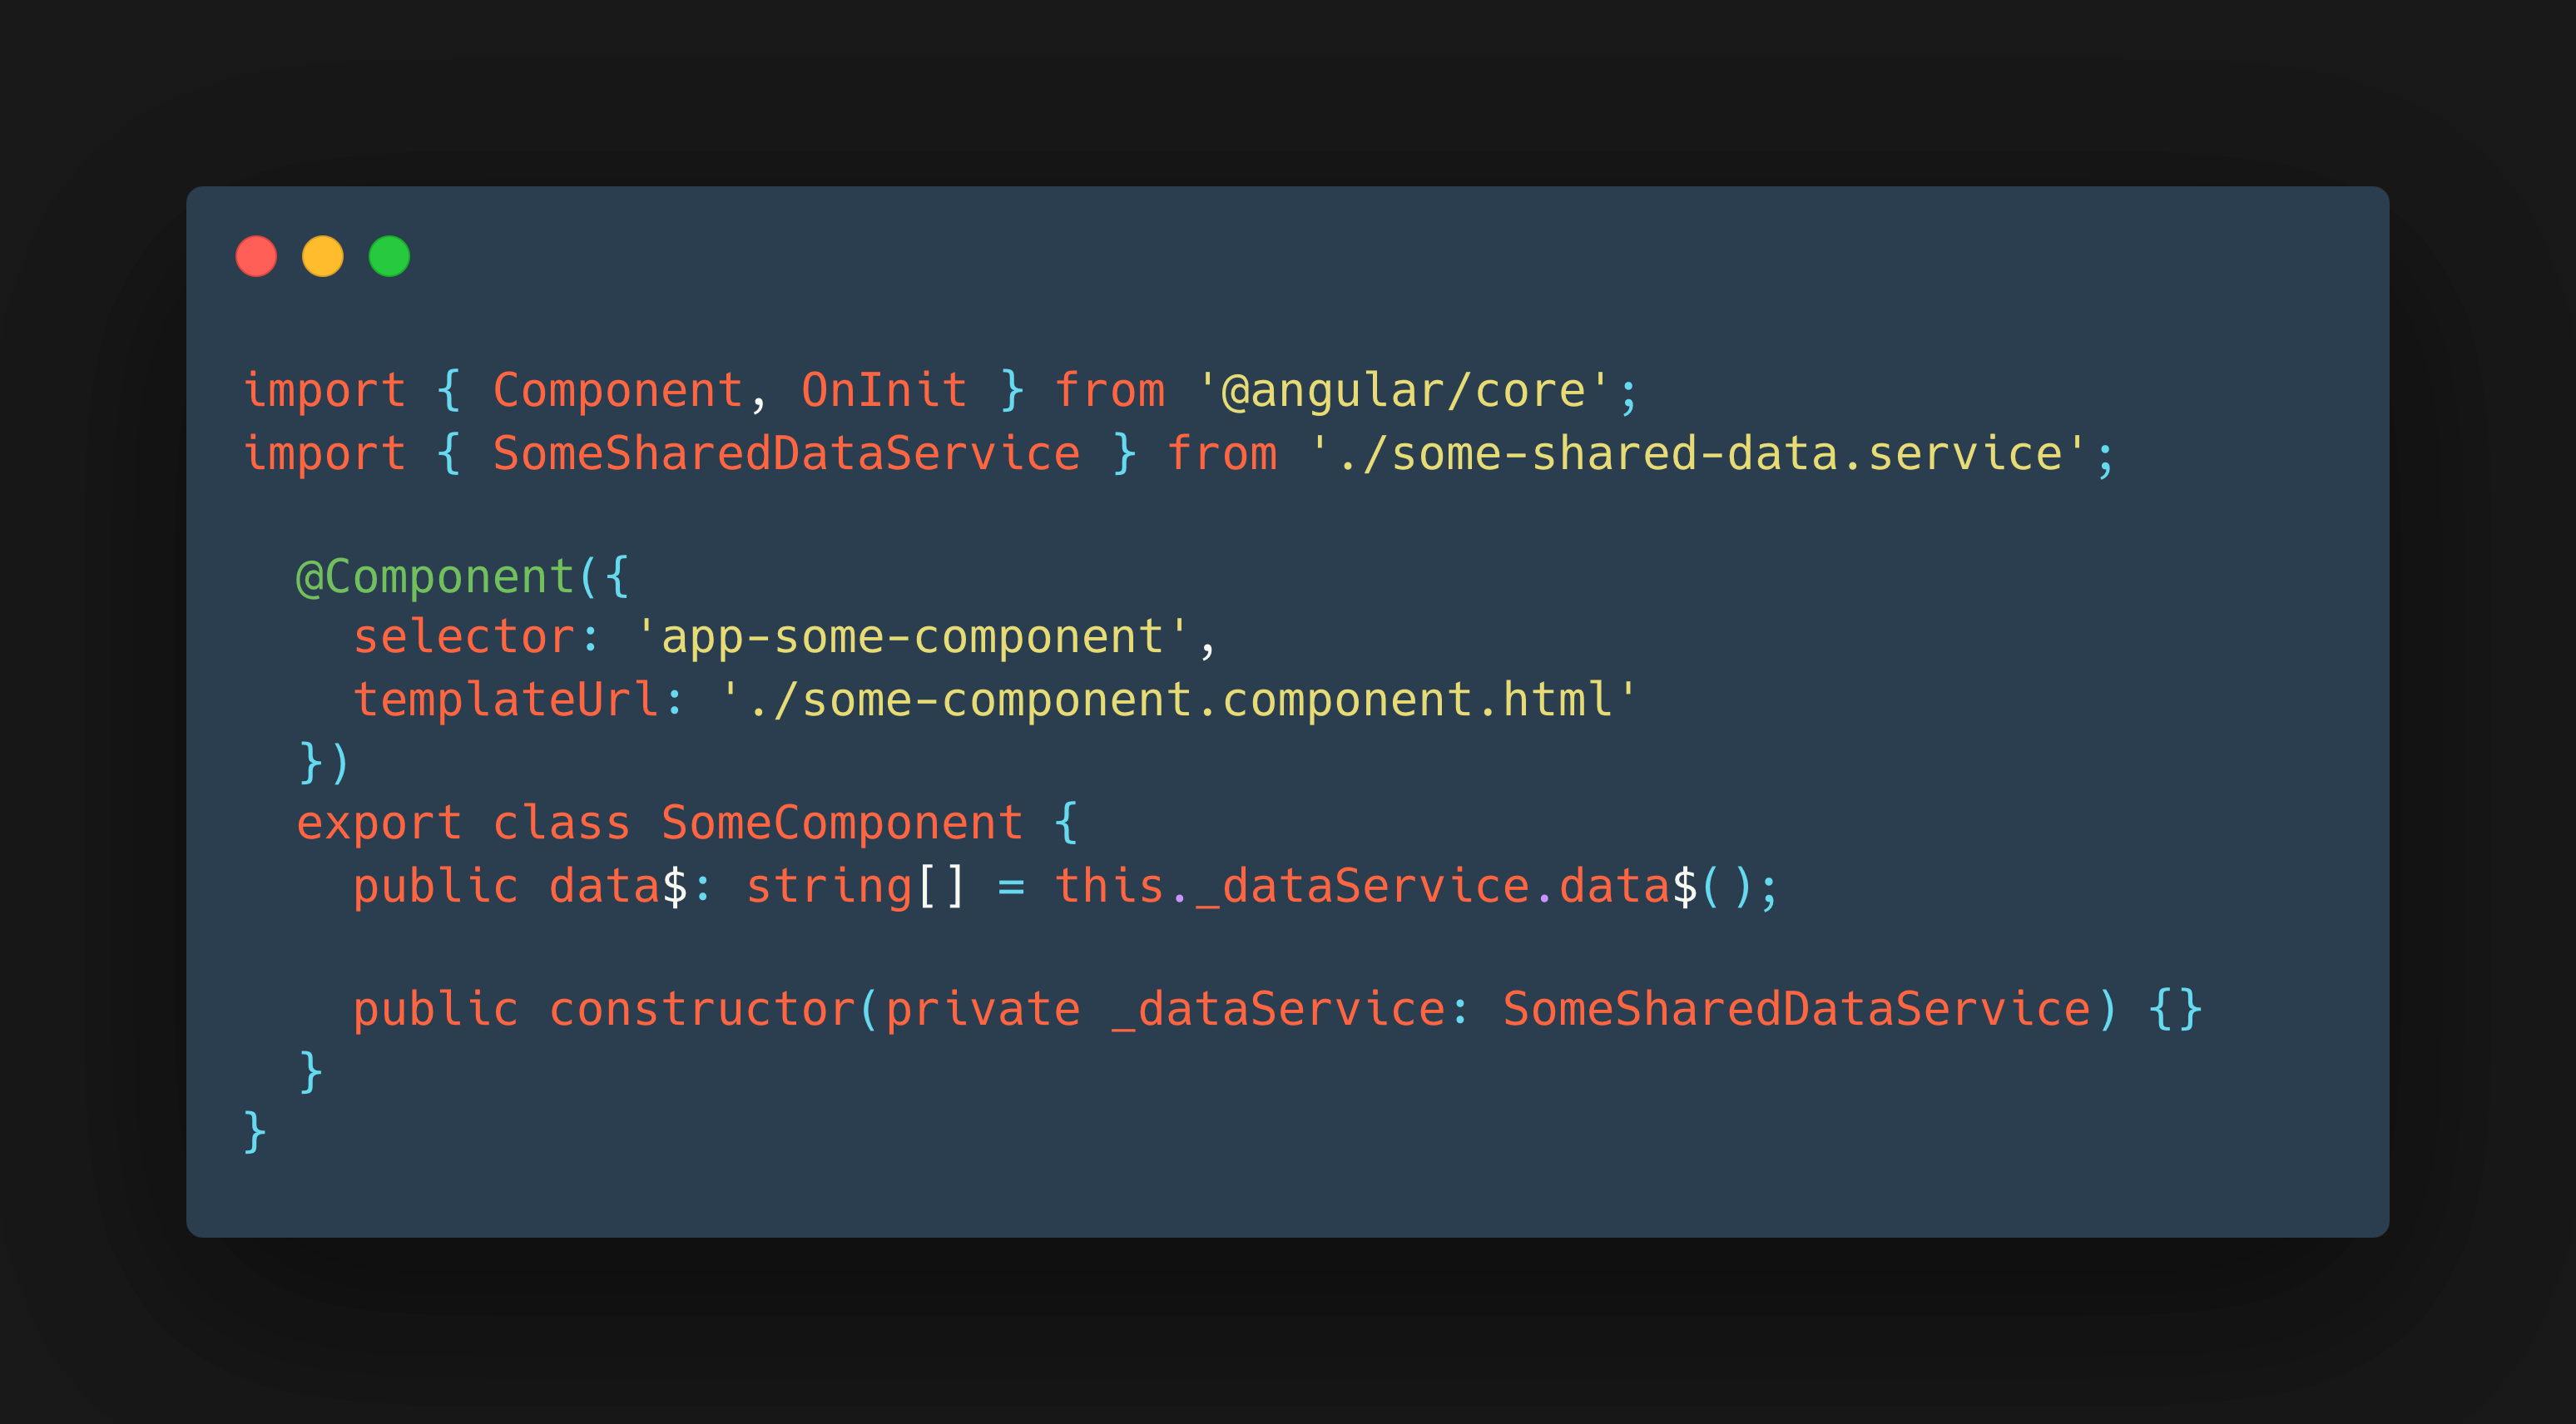 import { Component, OnInit } from '@angular/core';
import { SomeSharedDataService } from './some-shared-data.service';

  @Component({
    selector: 'app-some-component',
    templateUrl: './some-component.component.html'
  })
  export class SomeComponent {
    public data$: string[] = this._dataService.data$();

    public constructor(private _dataService: SomeSharedDataService) {}
  }
}